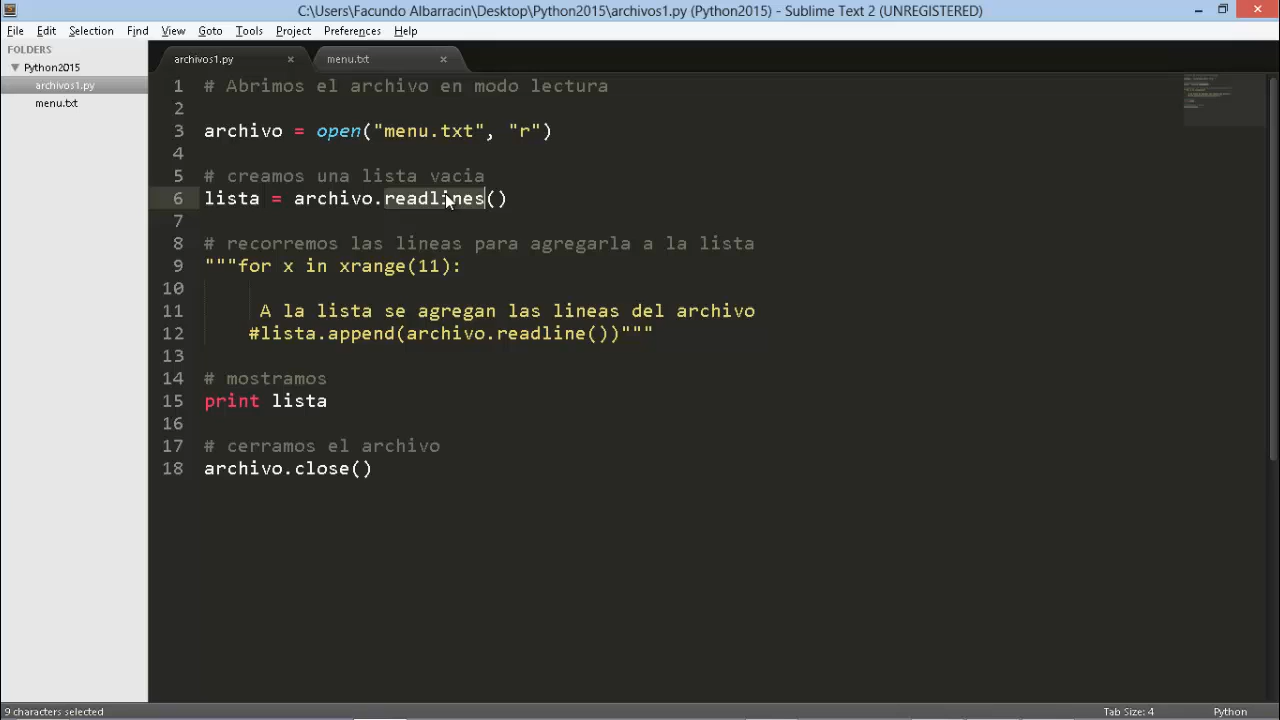 C:\Users\Facundo Albarracin\Desktop\Python2015\archivos1.py (Python2015) - Sublime Text 2 (UNREGISTERED)
File Edit Selection Find View Goto Tools Project Preferences Help
FOLDERS
Python2015
archivos1.py
menu.txt
archivos1.py menu.txt
1 # Abrimos el archivo en modo lectura
2
3 archivo = open("menu.txt", "r")
4
5 # creamos una lista vacia
6 lista = archivo.readlines()
7
8 # recorremos las lineas para agregarla a la lista
9 """for x in xrange(11):
10
11 A la lista se agregan las lineas del archivo
12 #lista.append(archivo.readline())"""
13
14 # mostramos
15 print lista
16
17 # cerramos el archivo
18 archivo.close()
9 characters selected Tab Size: 4 Python